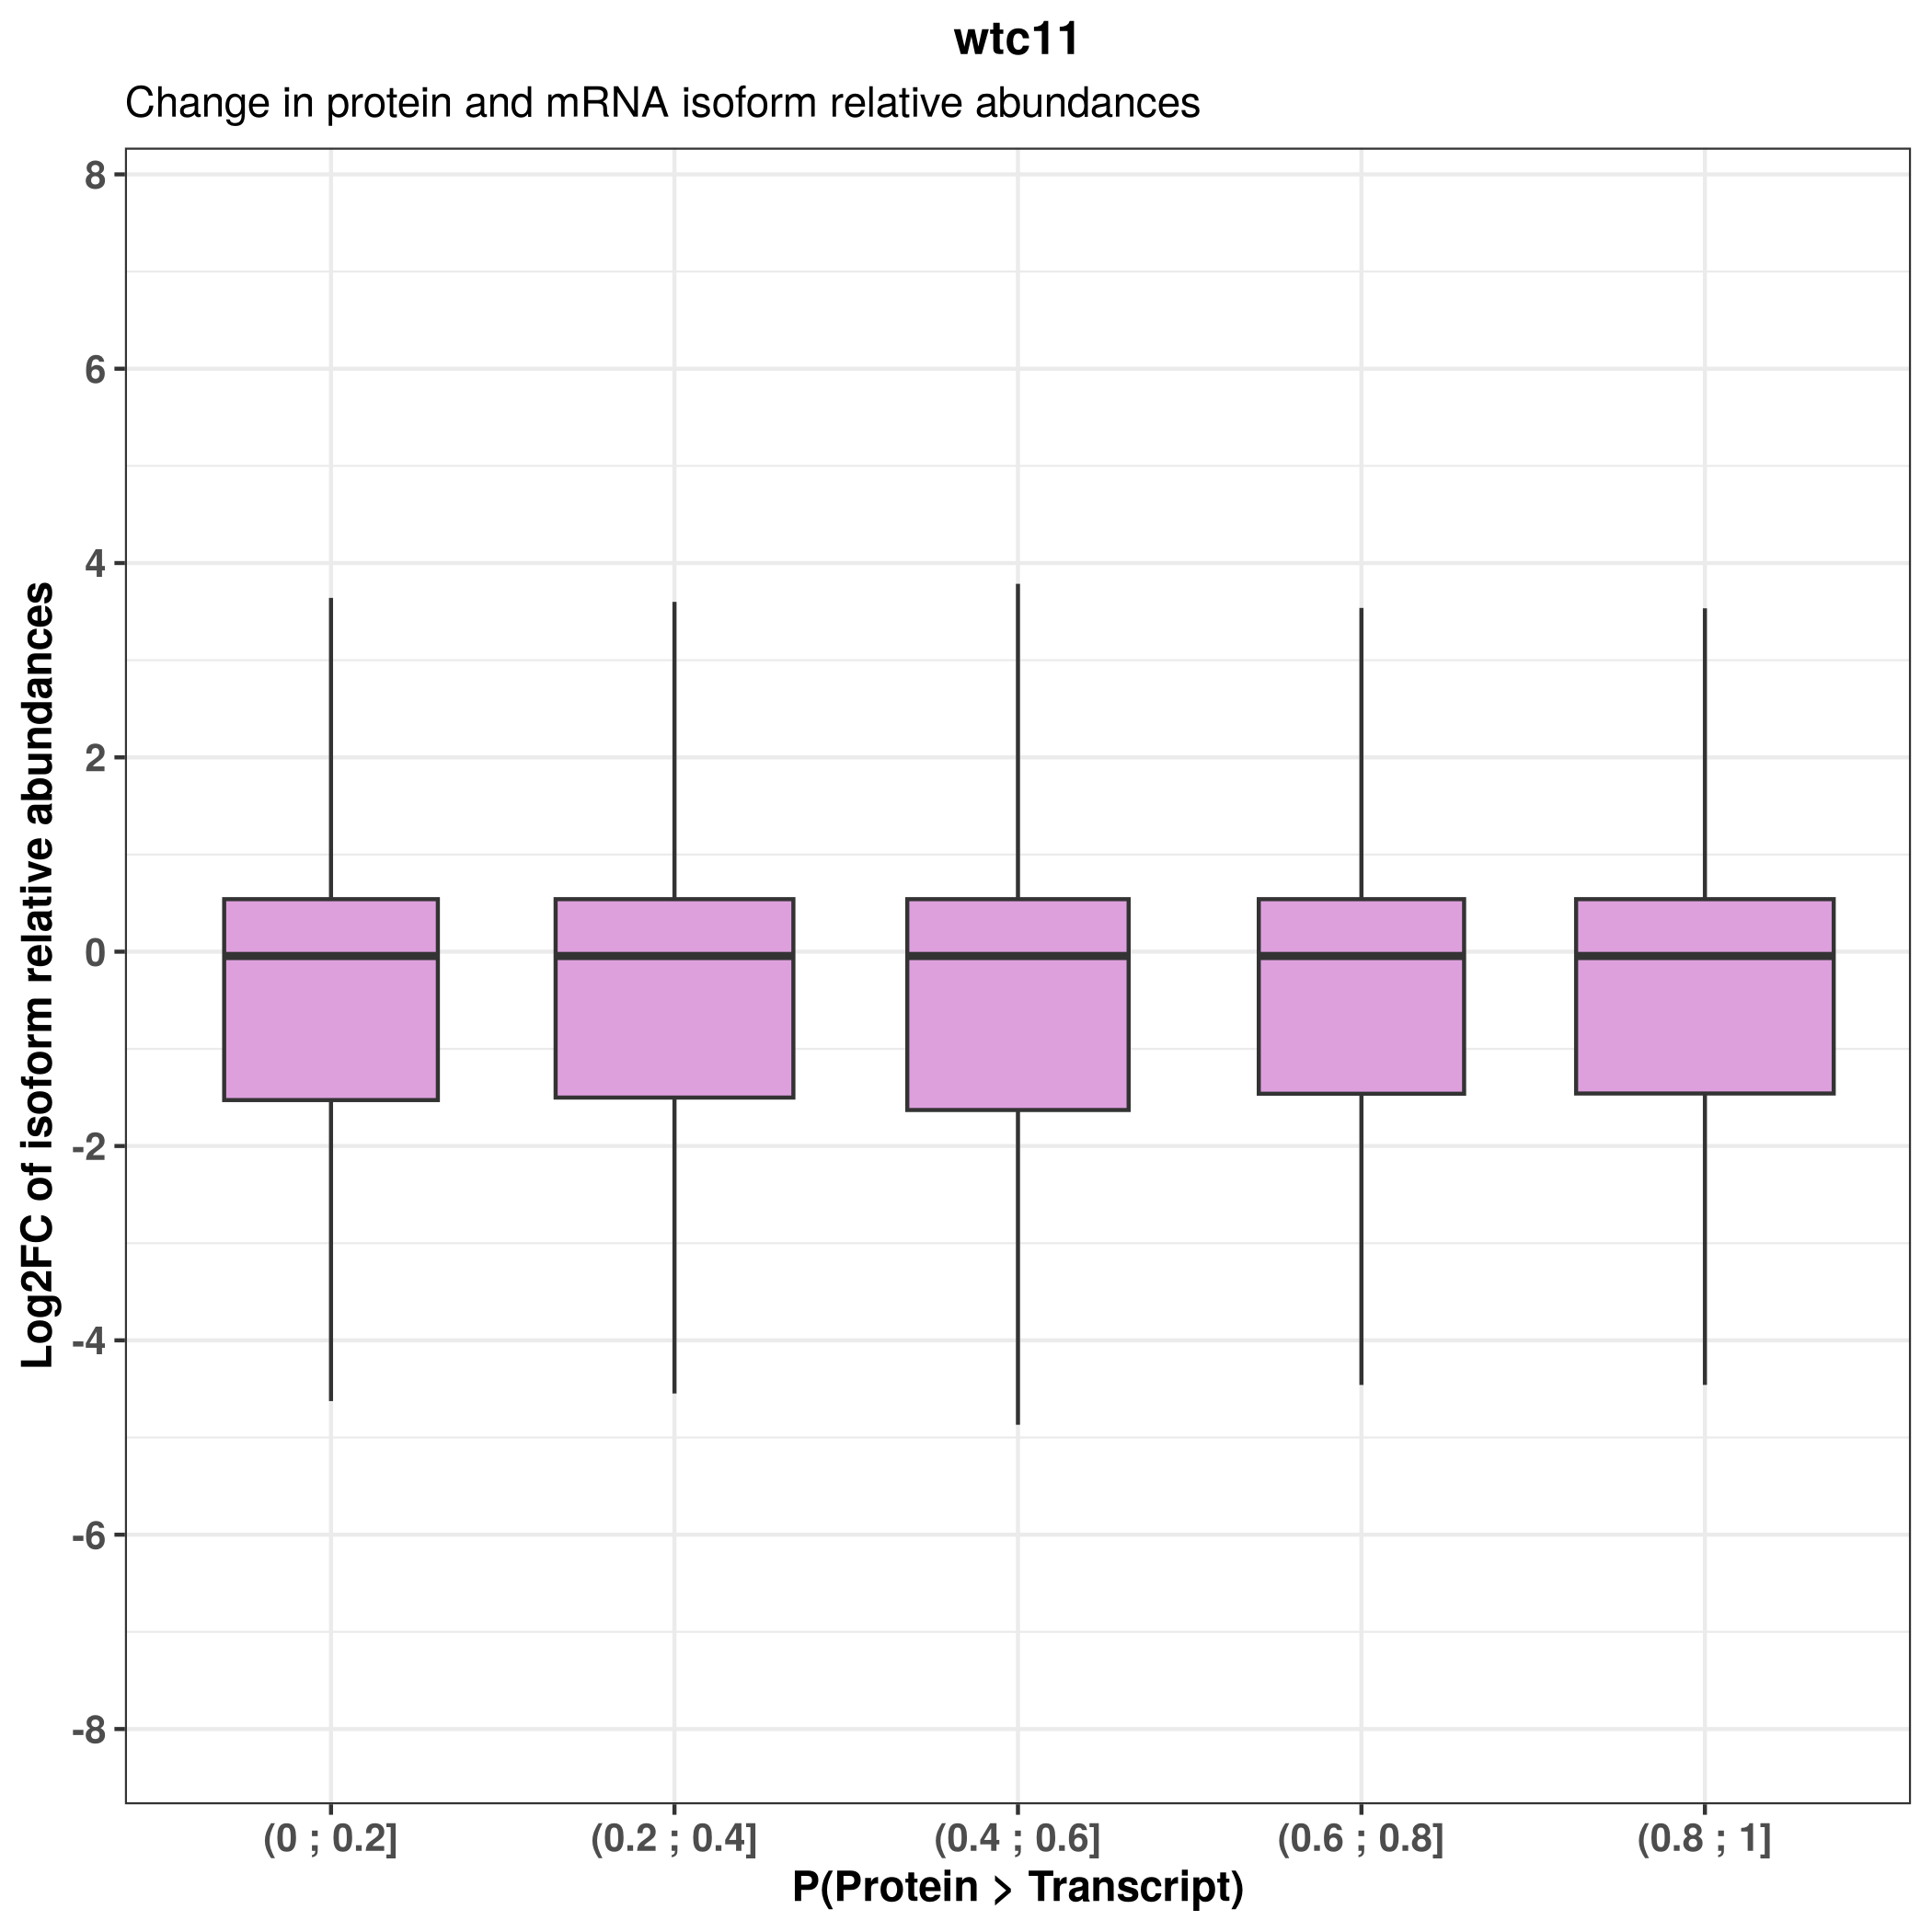 wtc11
Change in protein and mRNA isoform relative abundances
Log2FC of isoform relative abundances
8
6
4
2
0
-2
-4
-6
-8
(0 ; 0.2]
(0.2 ; 0.4]
(0.4 ; 0.6]
(0.6 ; 0.8]
(0.8 ; 1]
P(Protein > Transcript)